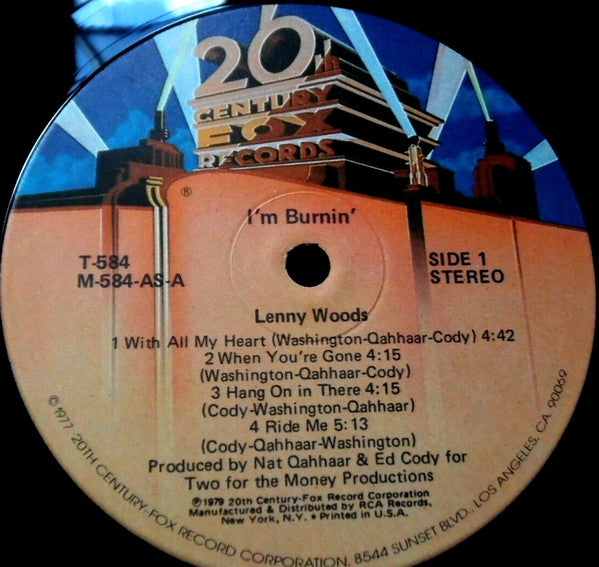 20th
CENTURY
FOX
RECORDS
®
I'm Burnin'
T-584
M-584-AS-A
SIDE 1
STEREO
Lenny Woods
1 With All My Heart (Washington-Qahhaar-Cody) 4:42
2 When You're Gone 4:15
(Washington-Qahhaar-Cody)
3 Hang On in There 4:15
(Cody-Washington-Qahhaar)
4 Ride Me 5:13
(Cody-Qahhaar-Washington)
Produced by Nat Qahhaar & Ed Cody for
Two for the Money Productions
℗1979 20th Century-Fox Record Corporation
Manufactured & Distributed by RCA Records,
New York, N.Y. • Printed in U.S.A.
©1977, 20TH CENTURY-FOX RECORD CORPORATION, 8544 SUNSET BLVD., LOS ANGELES, CA. 90069